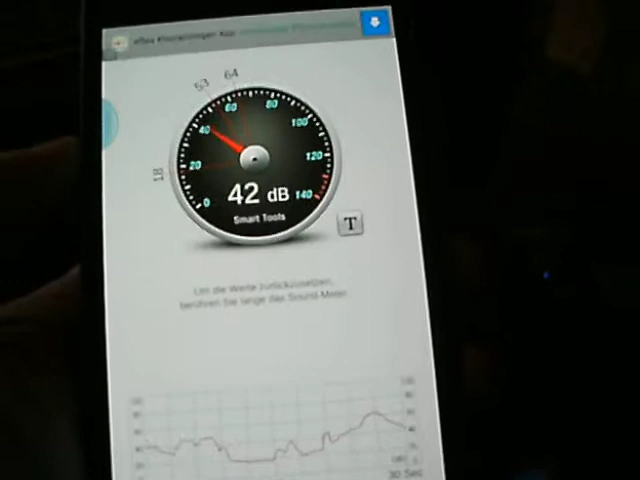 64
53
60
80
40
100
18
20
120
42 dB
0
140
Smart Tools
T
Um die Werte zurückzusetzen,
berühren Sie lange das Sound-Meter.
30 Sec